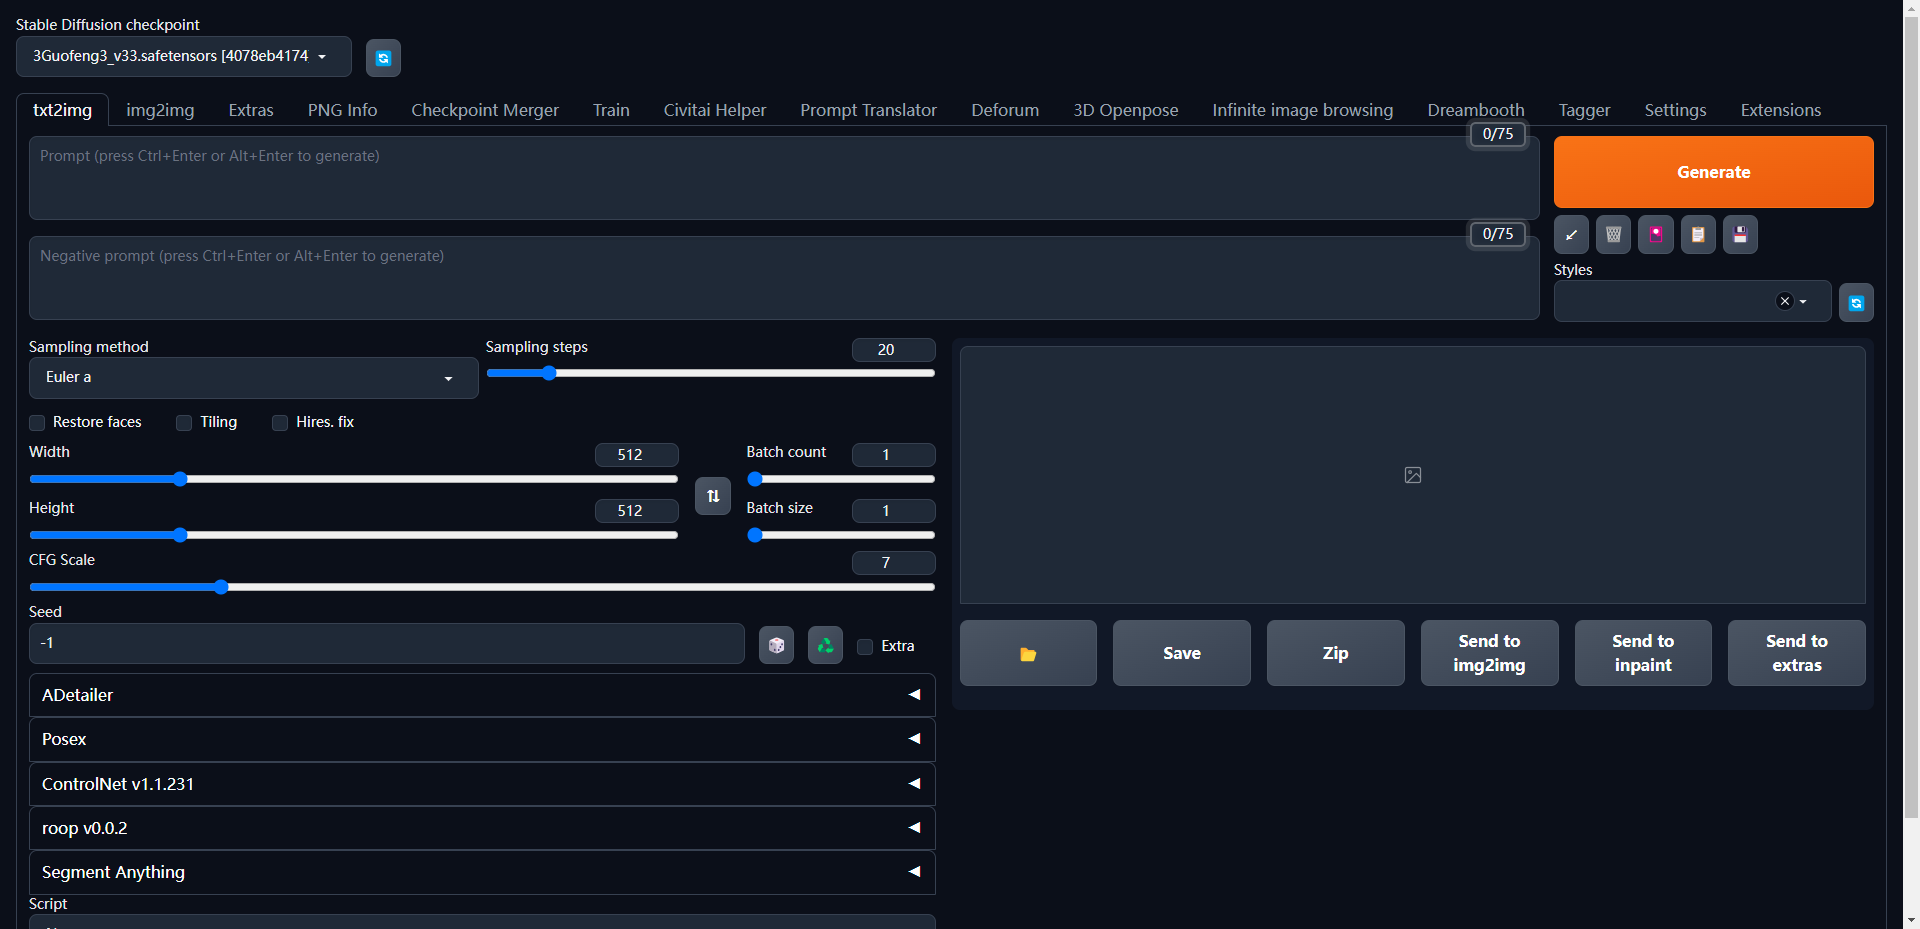 Stable Diffusion checkpoint
3Guofeng3_v33.safetensors [4078eb4174
txt2img img2img Extras PNG Info Checkpoint Merger Train Civitai Helper Prompt Translator Deforum 3D Openpose Infinite image browsing Dreambooth Tagger Settings Extensions
0/75
Prompt (press Ctrl+Enter or Alt+Enter to generate)
Generate
0/75
Negative prompt (press Ctrl+Enter or Alt+Enter to generate)
Styles
Sampling method
Euler a
Sampling steps
20
Restore faces Tiling Hires. fix
Width
512
Batch count
1
Height
512
Batch size
1
CFG Scale
7
Seed
-1
Extra
Save
Zip
Send to
img2img
Send to
inpaint
Send to
extras
ADetailer
Posex
ControlNet v1.1.231
roop v0.0.2
Segment Anything
Script